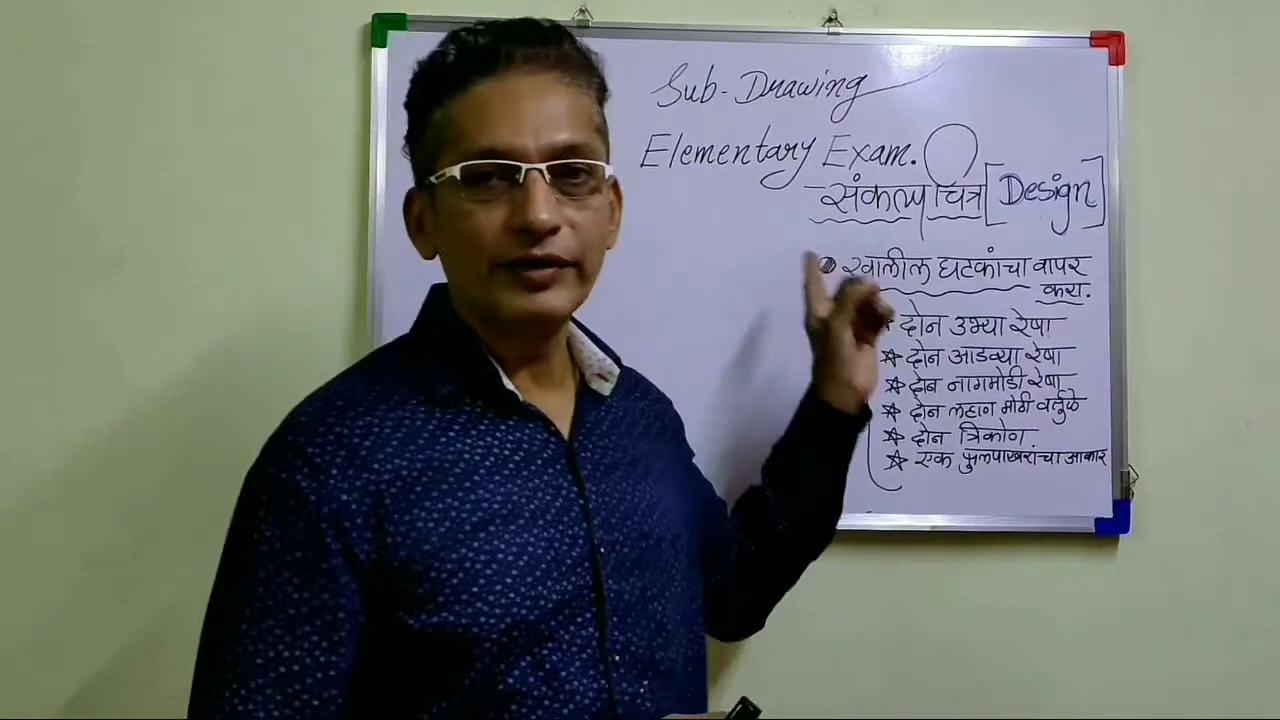 Sub-Drawing
Elementary Exam.
संकल्प चित्र [Design]
खालील घटकांचा वापर
करा.
दोन उभ्या रेषा
दोन आडव्या रेषा
दोन नागमोडी रेषा
दोन लहान मोठी वर्तुळे
दोन त्रिकोण
एक फुलपाखरांचा आकार